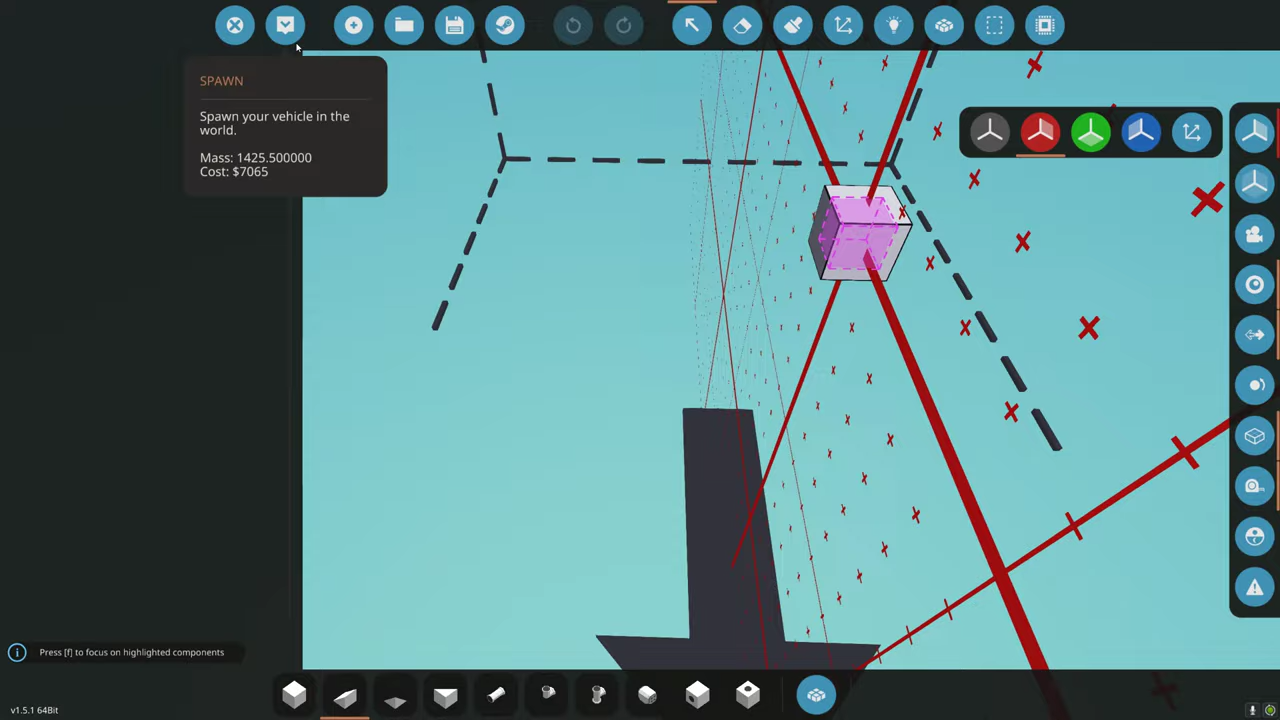 SPAWN
Spawn your vehicle in the
world.
Mass: 1425.500000
Cost: $7065
Press [f] to focus on highlighted components
v1.5.1 64Bit